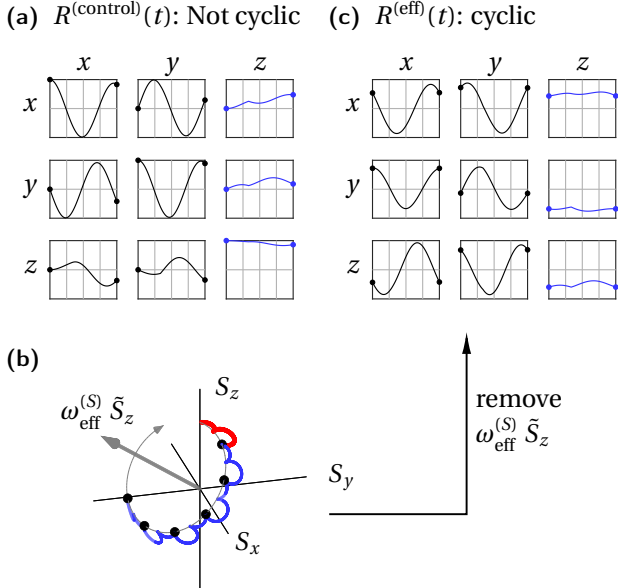 (a) R^(control)(t): Not cyclic
x y z
x
y
z
(c) R^(eff)(t): cyclic
x y z
x
y
z
(b)
S_z
ω_eff^(S) S̃_z
S_y
S_x
remove
ω_eff^(S) S̃_z